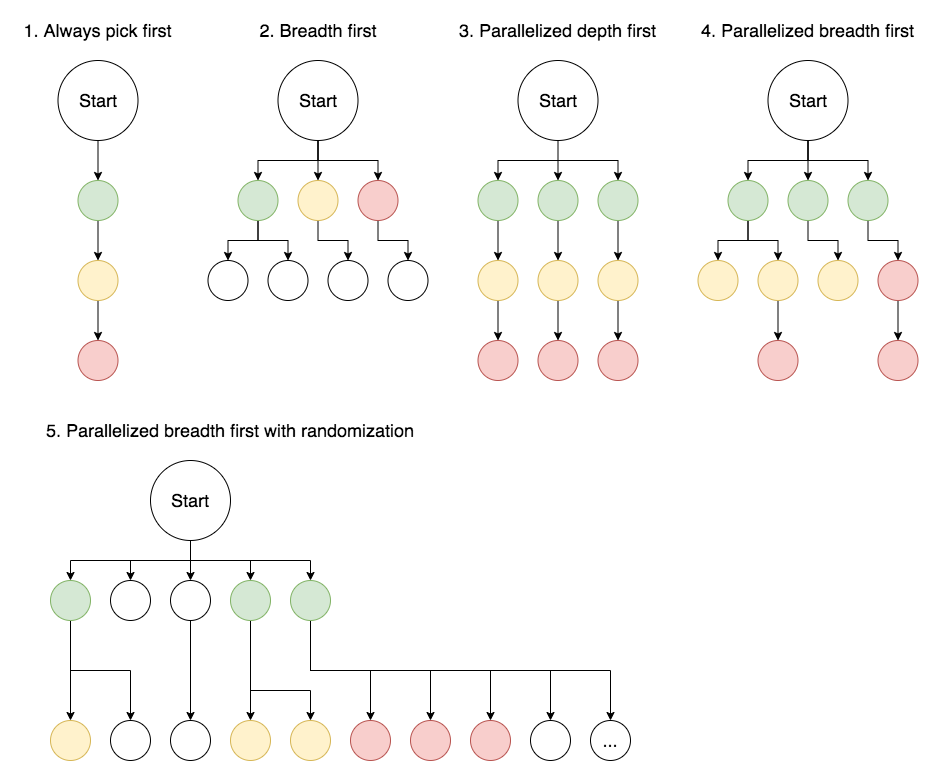 1. Always pick first
2. Breadth first
3. Parallelized depth first
4. Parallelized breadth first
Start
Start
Start
Start
5. Parallelized breadth first with randomization
Start
...